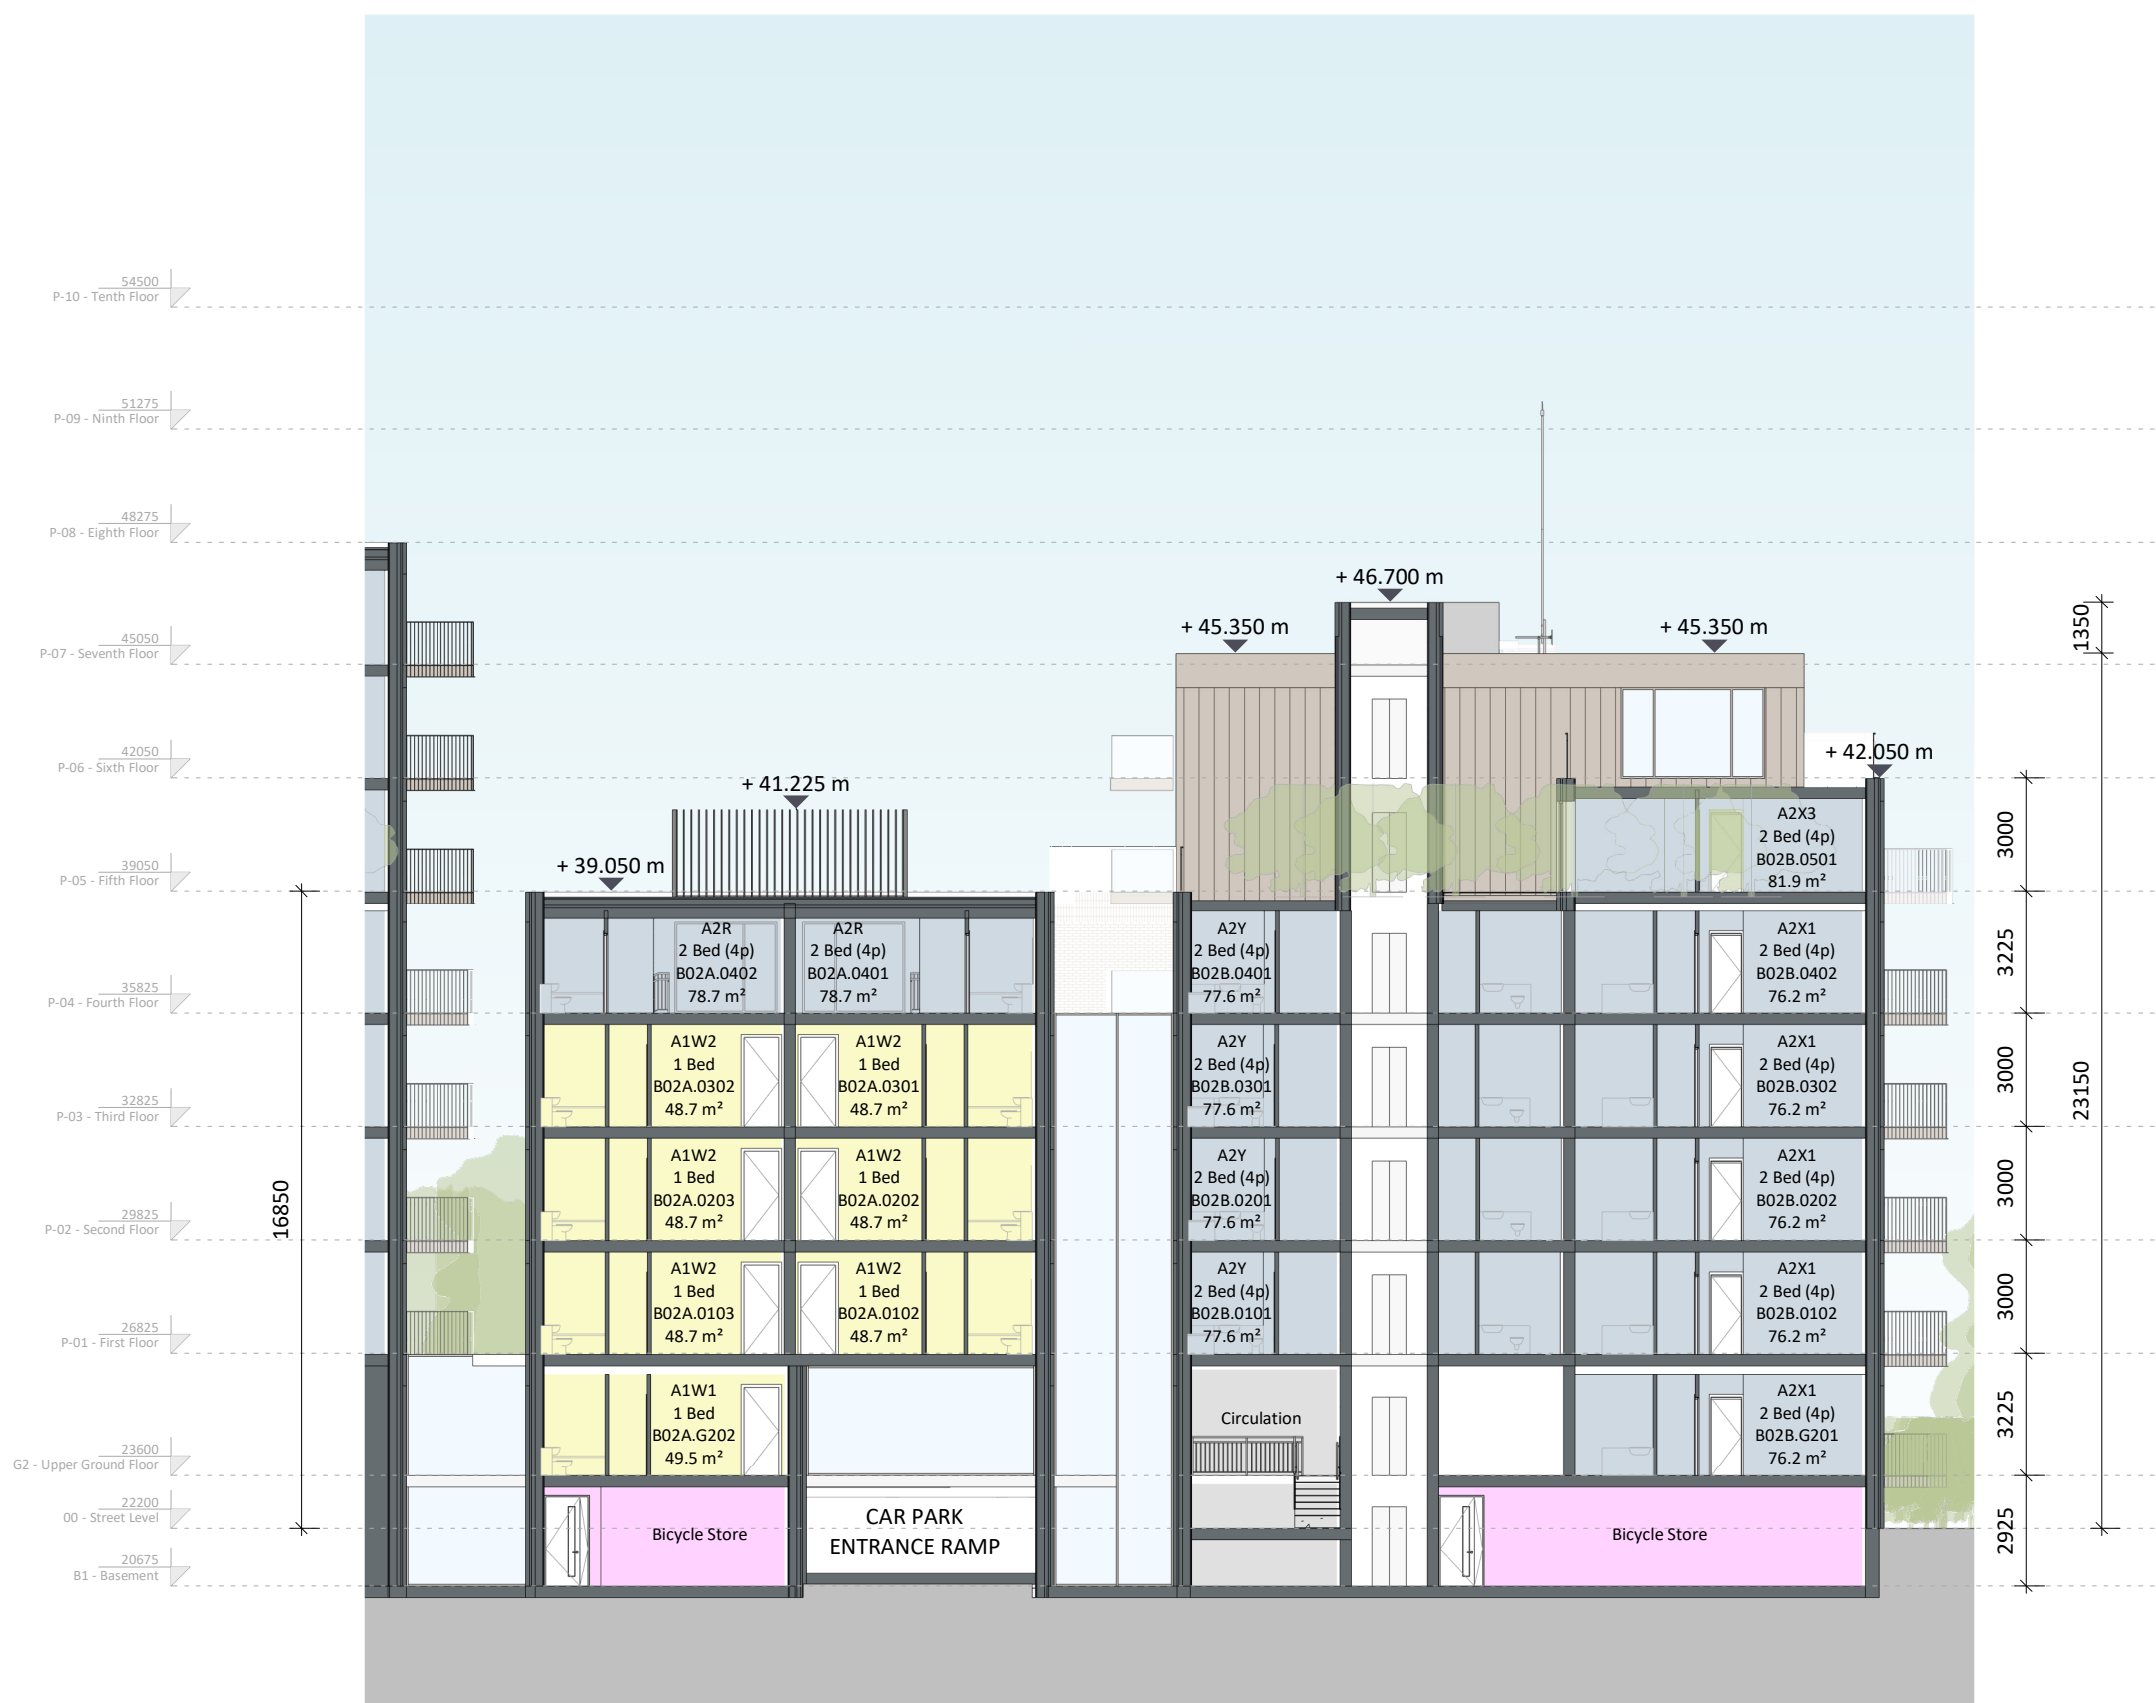 54500
P-10 - Tenth Floor
51275
P-09 - Ninth Floor
48275
P-08 - Eighth Floor
45050
P-07 - Seventh Floor
42050
P-06 - Sixth Floor
39050
P-05 - Fifth Floor
35825
P-04 - Fourth Floor
32825
P-03 - Third Floor
29825
P-02 - Second Floor
26825
P-01 - First Floor
23600
G2 - Upper Ground Floor
22200
00 - Street Level
20675
B1 - Basement
16850
+ 46.700 m
+ 45.350 m
+ 45.350 m
+ 42.050 m
+ 41.225 m
+ 39.050 m
A2R
2 Bed (4p)
B02A.0402
78.7 m²
A2R
2 Bed (4p)
B02A.0401
78.7 m²
A1W2
1 Bed
B02A.0302
48.7 m²
A1W2
1 Bed
B02A.0301
48.7 m²
A1W2
1 Bed
B02A.0203
48.7 m²
A1W2
1 Bed
B02A.0202
48.7 m²
A1W2
1 Bed
B02A.0103
48.7 m²
A1W2
1 Bed
B02A.0102
48.7 m²
A1W1
1 Bed
B02A.G202
49.5 m²
Bicycle Store
CAR PARK
ENTRANCE RAMP
A2Y
2 Bed (4p)
B02B.0401
77.6 m²
A2Y
2 Bed (4p)
B02B.0301
77.6 m²
A2Y
2 Bed (4p)
B02B.0201
77.6 m²
A2Y
2 Bed (4p)
B02B.0101
77.6 m²
Circulation
A2X3
2 Bed (4p)
B02B.0501
81.9 m²
A2X1
2 Bed (4p)
B02B.0402
76.2 m²
A2X1
2 Bed (4p)
B02B.0302
76.2 m²
A2X1
2 Bed (4p)
B02B.0202
76.2 m²
A2X1
2 Bed (4p)
B02B.0102
76.2 m²
A2X1
2 Bed (4p)
B02B.G201
76.2 m²
Bicycle Store
3000
3225
3000
3000
3000
3225
2925
1350
23150